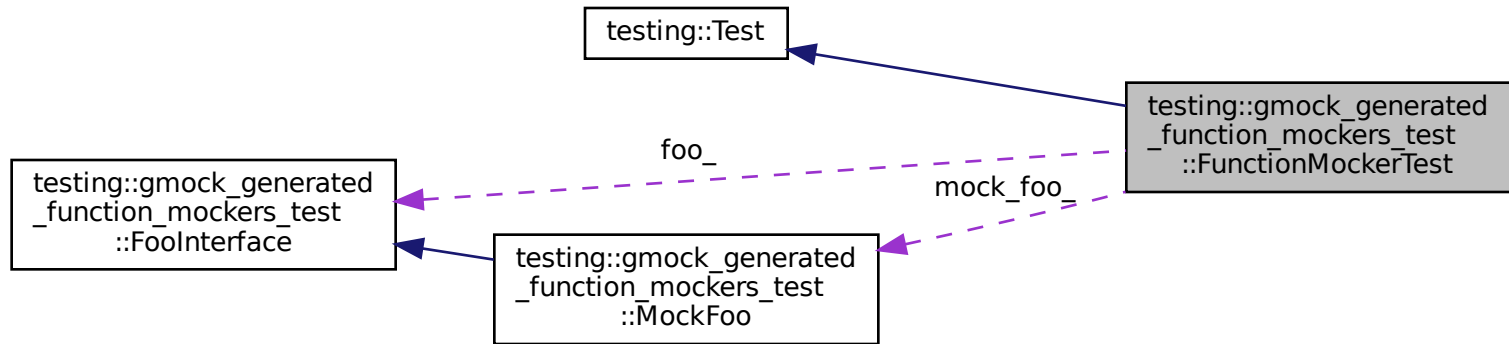 testing::Test
testing::gmock_generated
_function_mockers_test
::FunctionMockerTest
foo_
mock_foo_
testing::gmock_generated
_function_mockers_test
::FooInterface
testing::gmock_generated
_function_mockers_test
::MockFoo